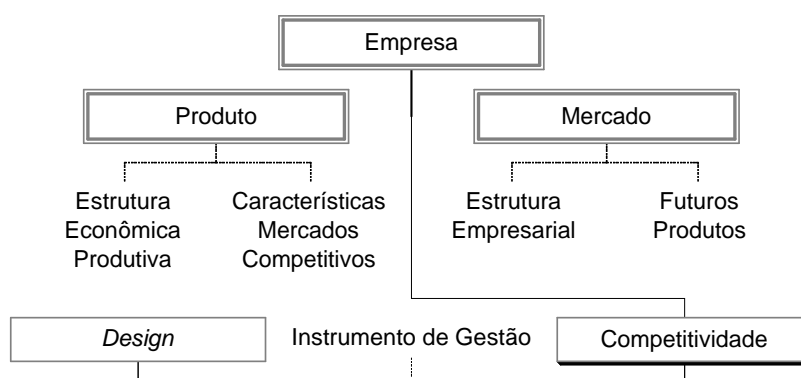 Empresa
Produto
Mercado
Estrutura
Econômica
Produtiva
Características
Mercados
Competitivos
Estrutura
Empresarial
Futuros
Produtos
Design
Instrumento de Gestão
Competitividade